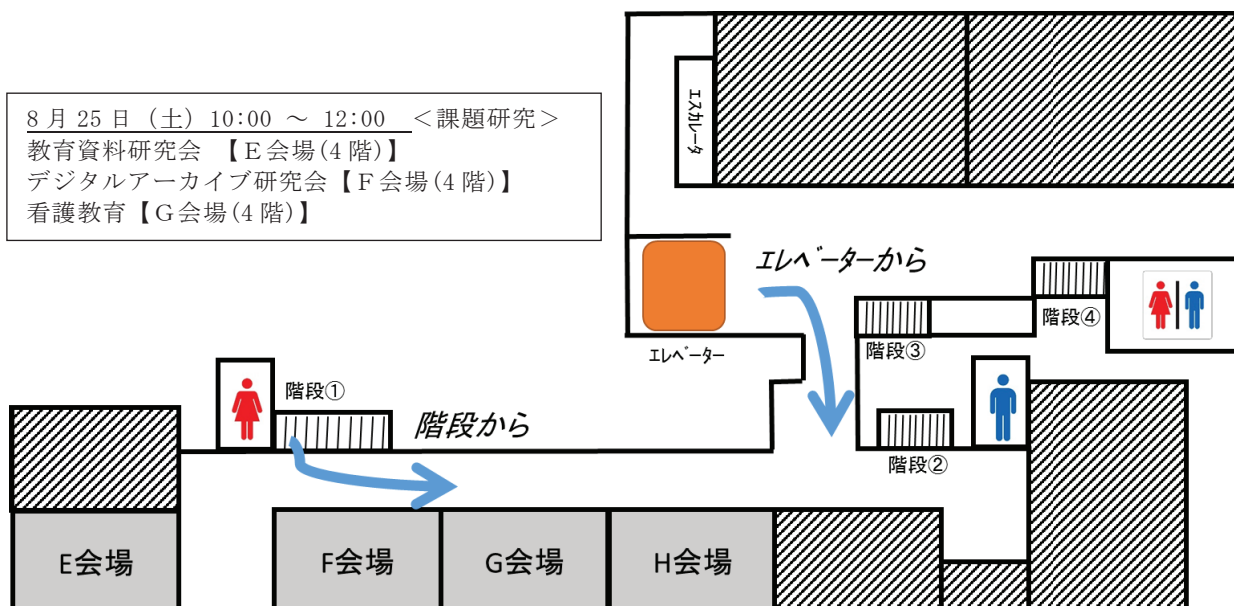 8月25日（土）10:00 ～ 12:00 ＜課題研究＞
教育資料研究会 【E会場(4階)】
デジタルアーカイブ研究会【F会場(4階)】
看護教育【G会場(4階)】
エスカレータ
エレベーターから
エレベーター
階段④
階段③
階段①
階段から
階段②
E会場
F会場
G会場
H会場